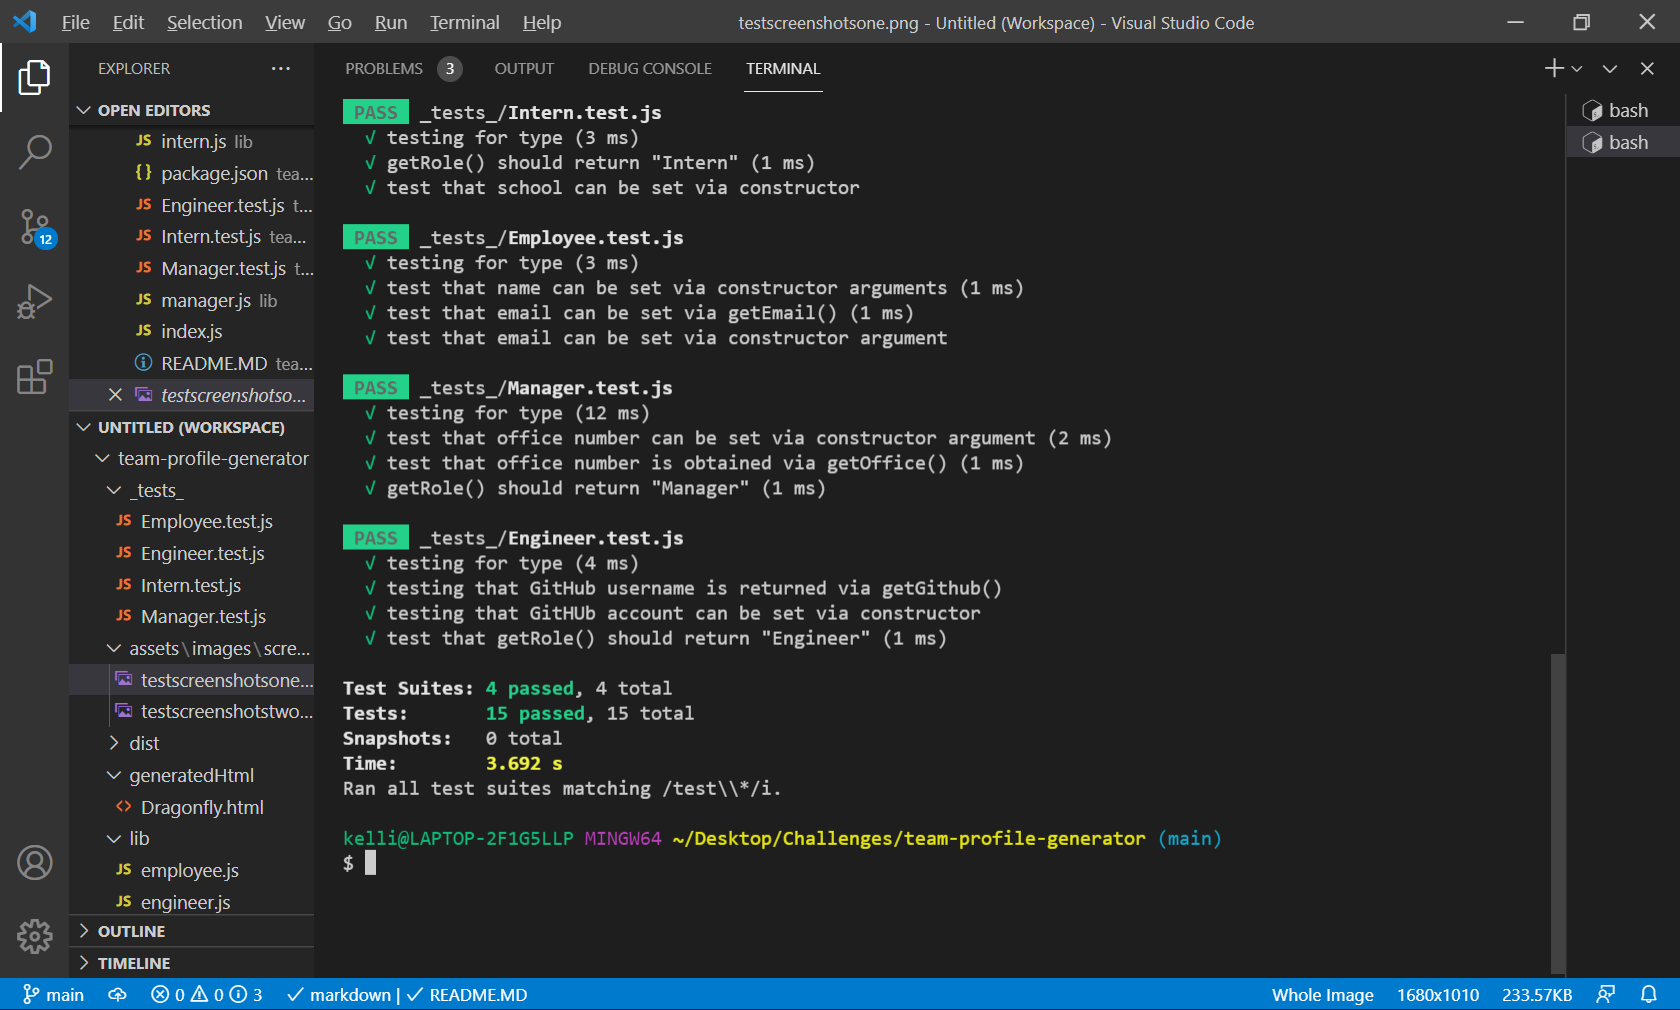 File Edit Selection View Go Run Terminal Help
testscreenshotsone.png - Untitled (Workspace) - Visual Studio Code
EXPLORER ...
OPEN EDITORS
JS intern.js lib
{} package.json tea...
JS Engineer.test.js t...
JS Intern.test.js tea...
JS Manager.test.js t...
JS manager.js lib
JS index.js
README.MD tea...
testscreenshotso...
UNTITLED (WORKSPACE)
team-profile-generator
_tests_
JS Employee.test.js
JS Engineer.test.js
JS Intern.test.js
JS Manager.test.js
assets\images\scre...
testscreenshotsone...
testscreenshotstwo...
dist
generatedHtml
<> Dragonfly.html
lib
JS employee.js
JS engineer.js
OUTLINE
TIMELINE
12
PROBLEMS 3 OUTPUT DEBUG CONSOLE TERMINAL
PASS _tests_/Intern.test.js
√ testing for type (3 ms)
√ getRole() should return "Intern" (1 ms)
√ test that school can be set via constructor
PASS _tests_/Employee.test.js
√ testing for type (3 ms)
√ test that name can be set via constructor arguments (1 ms)
√ test that email can be set via getEmail() (1 ms)
√ test that email can be set via constructor argument
PASS _tests_/Manager.test.js
√ testing for type (12 ms)
√ test that office number can be set via constructor argument (2 ms)
√ test that office number is obtained via getOffice() (1 ms)
√ getRole() should return "Manager" (1 ms)
PASS _tests_/Engineer.test.js
√ testing for type (4 ms)
√ testing that GitHub username is returned via getGithub()
√ testing that GitHUb account can be set via constructor
√ test that getRole() should return "Engineer" (1 ms)
Test Suites: 4 passed, 4 total
Tests: 15 passed, 15 total
Snapshots: 0 total
Time: 3.692 s
Ran all test suites matching /test\\*/i.
kelli@LAPTOP-2F1G5LLP MINGW64 ~/Desktop/Challenges/team-profile-generator (main)
$
bash
bash
main 0 0 3 markdown | README.MD
Whole Image 1680x1010 233.57KB